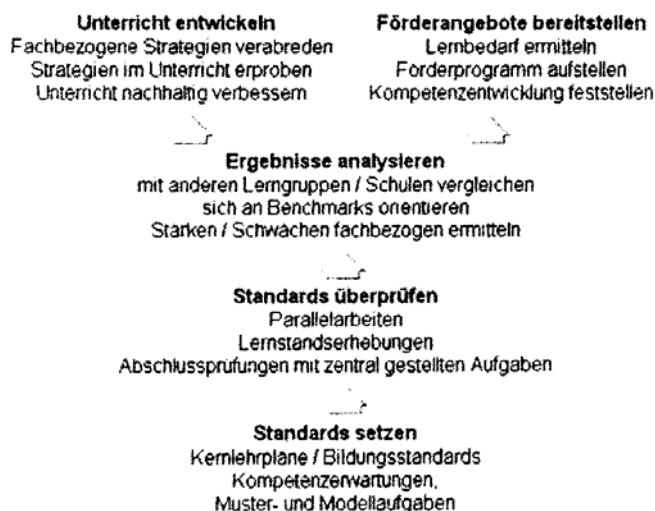 Unterricht entwickeln
Fachbezogene Strategien verabreden
Strategien im Unterricht erproben
Unterricht nachhaltig verbessern
Förderangebote bereitstellen
Lernbedarf ermitteln
Förderprogramm aufstellen
Kompetenzentwicklung feststellen
Ergebnisse analysieren
mit anderen Lerngruppen / Schulen vergleichen
sich an Benchmarks orientieren
Stärken / Schwächen fachbezogen ermitteln
Standards überprüfen
Parallelarbeiten
Lernstandserhebungen
Abschlussprüfungen mit zentral gestellten Aufgaben
Standards setzen
Kernlehrpläne / Bildungsstandards
Kompetenzerwartungen,
Muster- und Modellaufgaben